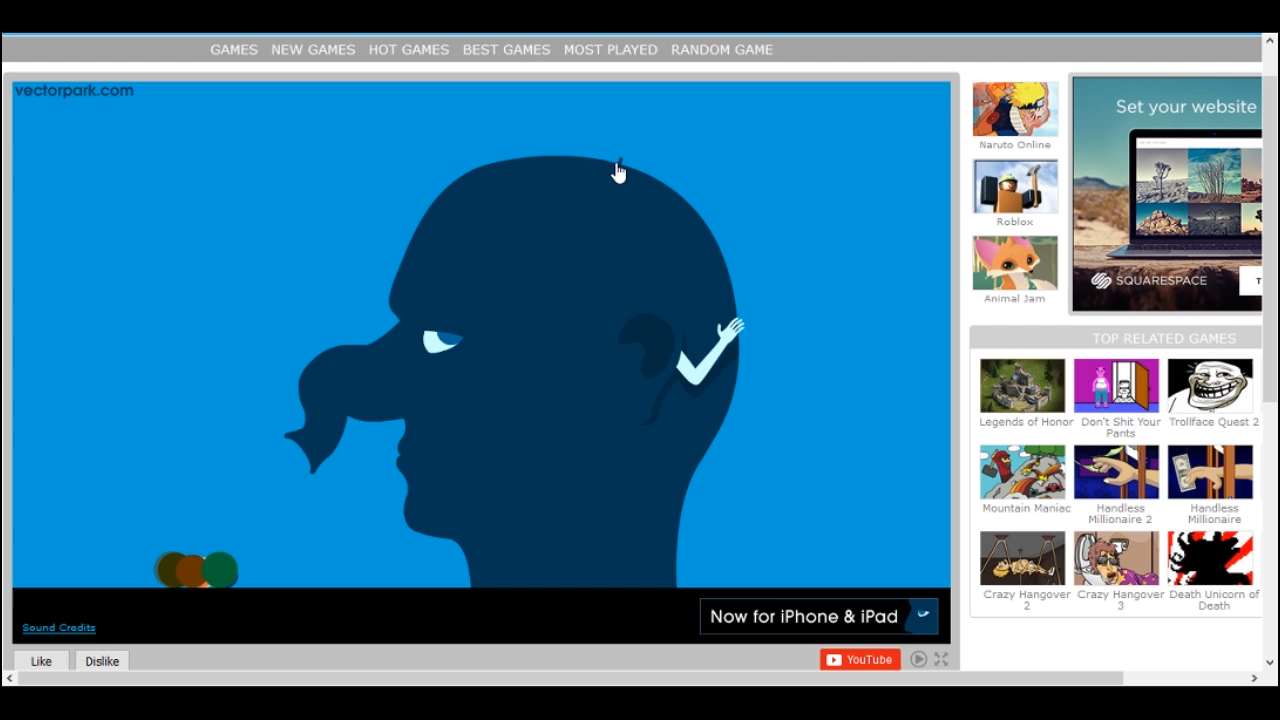 GAMES NEW GAMES HOT GAMES BEST GAMES MOST PLAYED RANDOM GAME
vectorpark.com
Naruto Online
Roblox
Animal Jam
Set your website
SQUARESPACE
T
TOP RELATED GAMES
Legends of Honor
Don't Shit Your
Pants
Trollface Quest 2
Mountain Maniac
Handless
Millionaire 2
Handless
Millionaire
Crazy Hangover
2
Crazy Hangover
3
Death Unicorn of
Death
Now for iPhone & iPad
Sound Credits
Like Dislike
YouTube